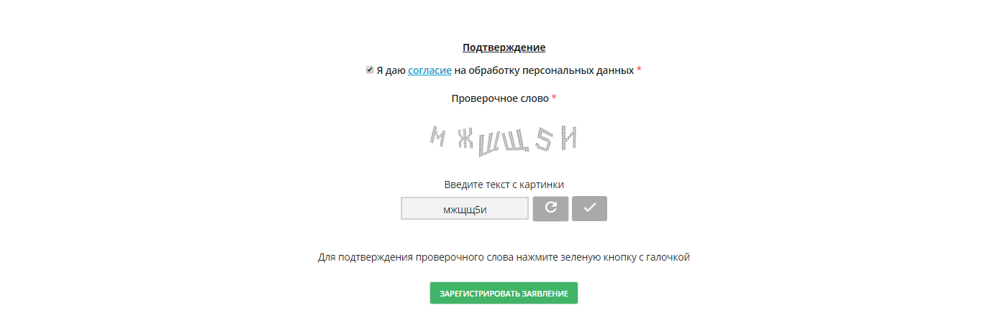 Подтверждение
Я даю согласие на обработку персональных данных *
Проверочное слово *
МЖШЩ5И
Введите текст с картинки
мжщщ5и
Для подтверждения проверочного слова нажмите зеленую кнопку с галочкой
ЗАРЕГИСТРИРОВАТЬ ЗАЯВЛЕНИЕ